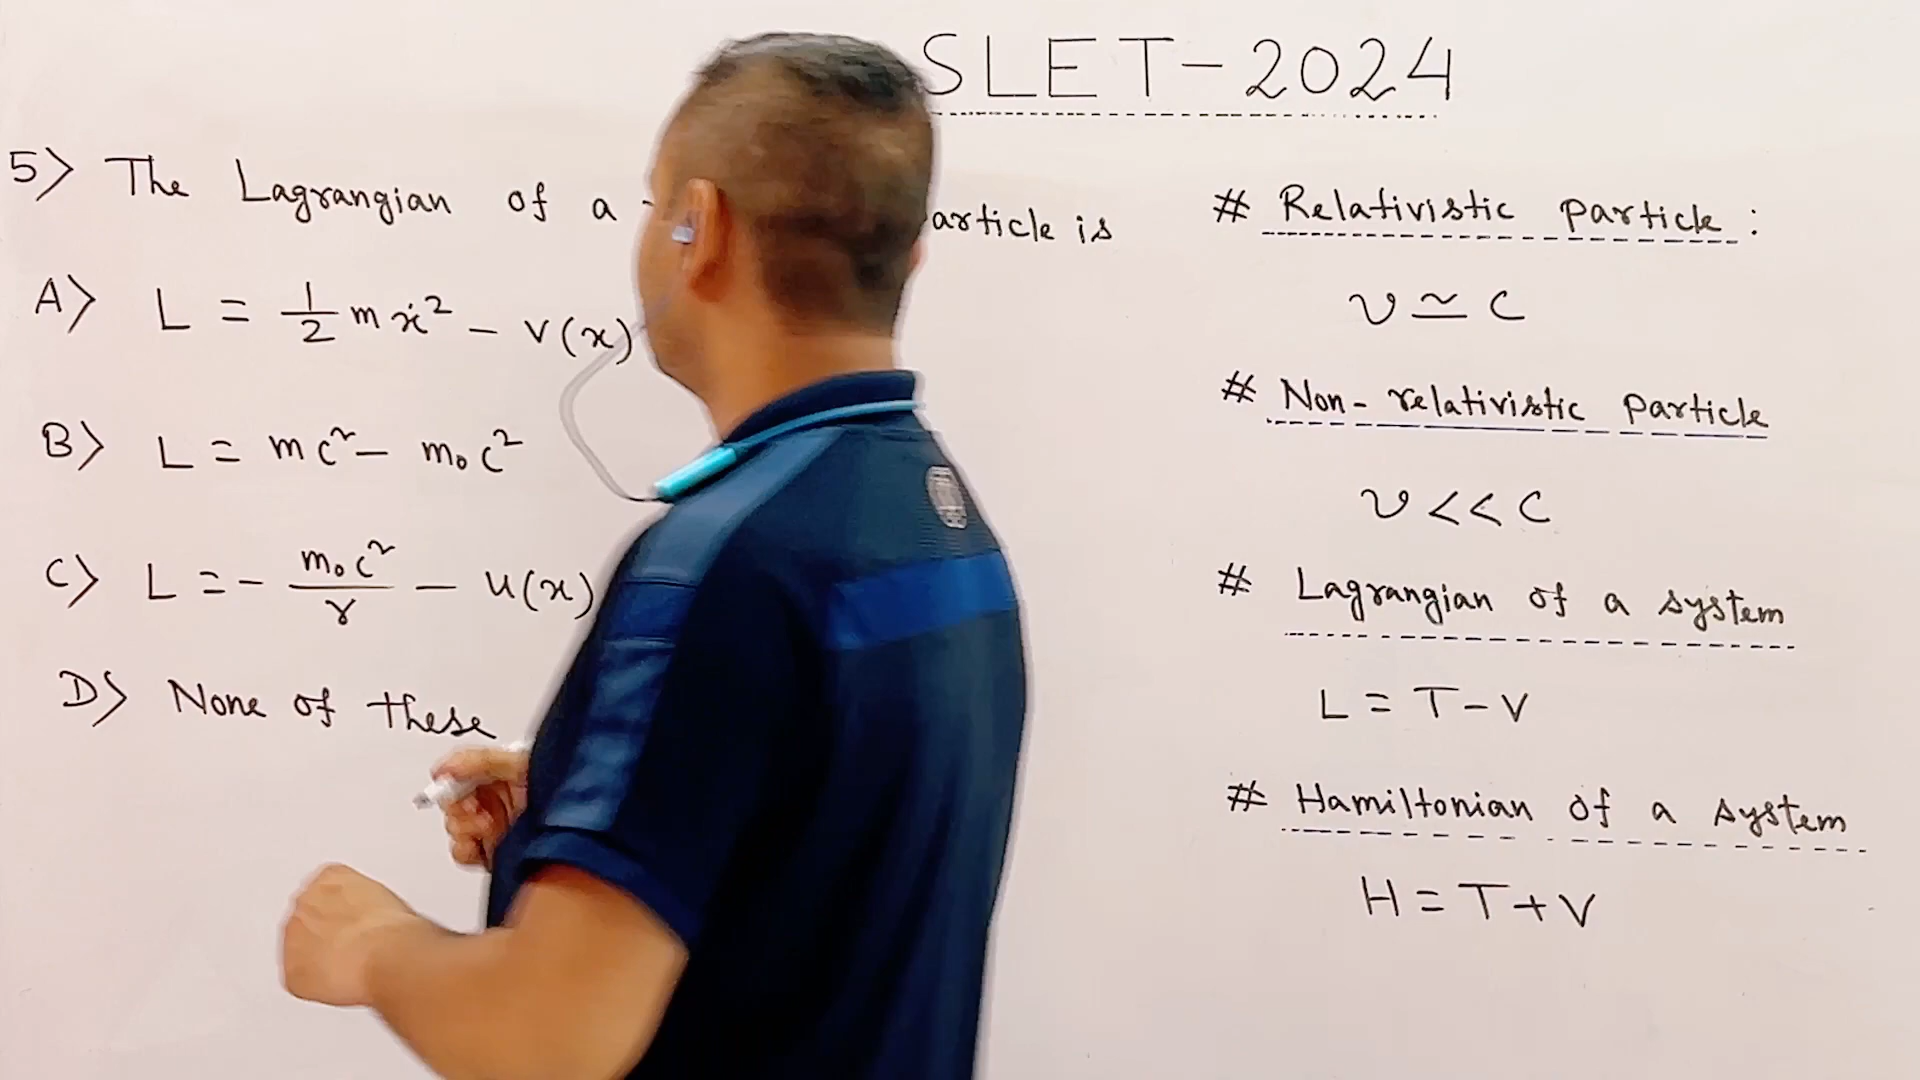 SLET-2024
5> The Lagrangian of a
article is
A> L = 1/2 m ẋ² - v(x)
B> L = mc² - m₀c²
C> L = - m₀c²/γ - u(x)
D> None of these
# Relativistic particle :
v ≃ c
# Non-relativistic particle
v << c
# Lagrangian of a system
L = T - V
# Hamiltonian of a system
H = T + V